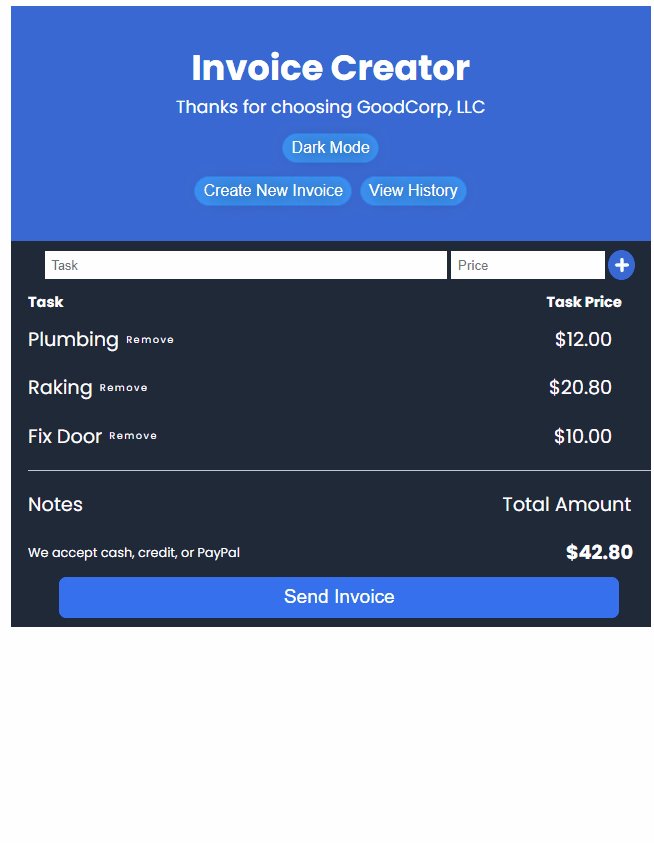 Invoice Creator
Thanks for choosing GoodCorp, LLC
Dark Mode
Create New Invoice View History
Task Price +
Task Task Price
Plumbing Remove $12.00
Raking Remove $20.80
Fix Door Remove $10.00
Notes Total Amount
We accept cash, credit, or PayPal $42.80
Send Invoice